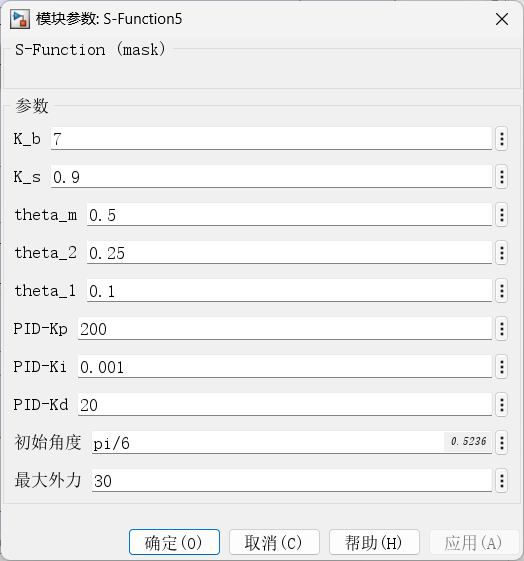 模块参数: S-Function5
S-Function (mask)
参数
K_b 7
K_s 0.9
theta_m 0.5
theta_2 0.25
theta_1 0.1
PID-Kp 200
PID-Ki 0.001
PID-Kd 20
初始角度 pi/6 0.5236
最大外力 30
确定(O) 取消(C) 帮助(H) 应用(A)